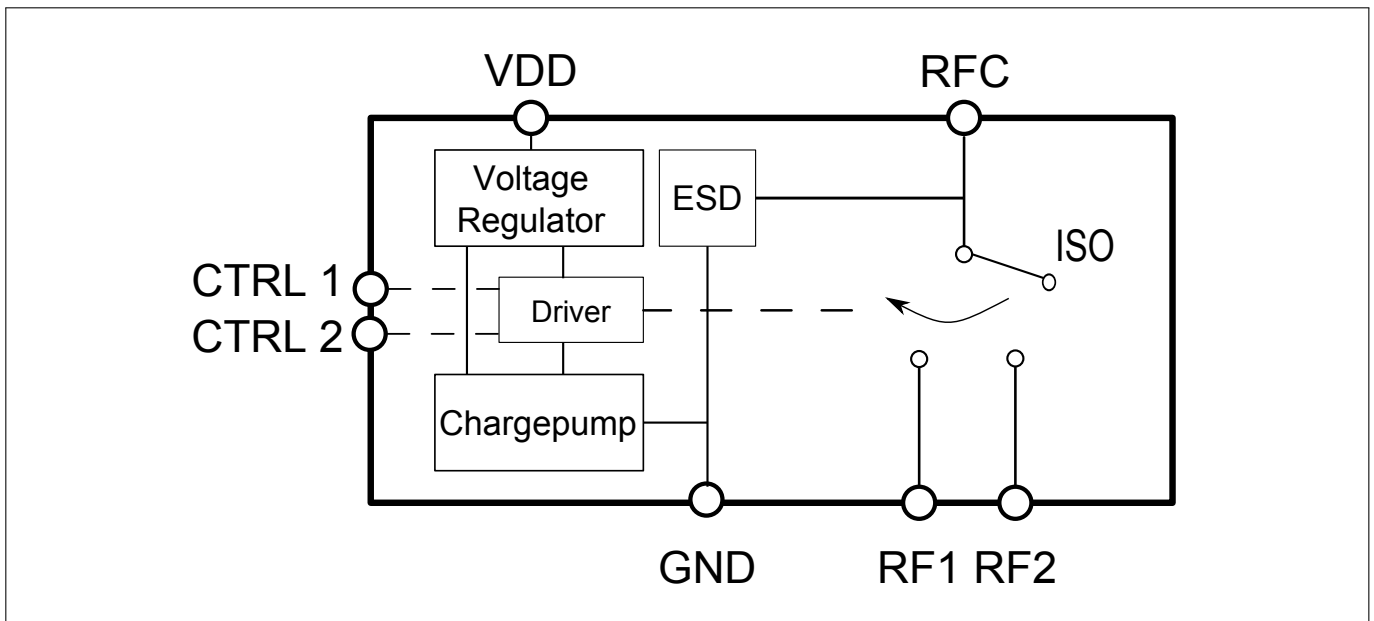 VDD
RFC
Voltage
Regulator
ESD
ISO
CTRL 1
CTRL 2
Driver
Chargepump
GND
RF1
RF2